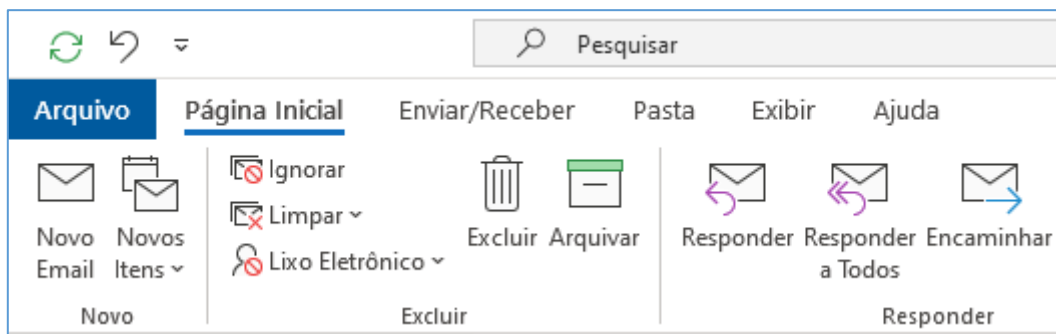 Pesquisar
Arquivo Página Inicial Enviar/Receber Pasta Exibir Ajuda
Ignorar
Limpar
Lixo Eletrônico
Novo Email
Novos Itens
Excluir
Arquivar
Responder
Responder a Todos
Encaminhar
Novo
Excluir
Responder